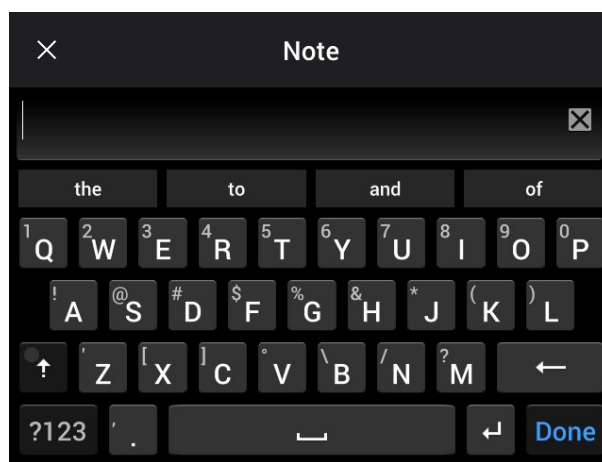 Note
the to and of
1Q 2W 3E 4R 5T 6Y 7U 8I 9O 0P
!A @S #D $F %G &H *J (K )L
'Z [X ]C °V \B /N ?M
?123 ' . Done